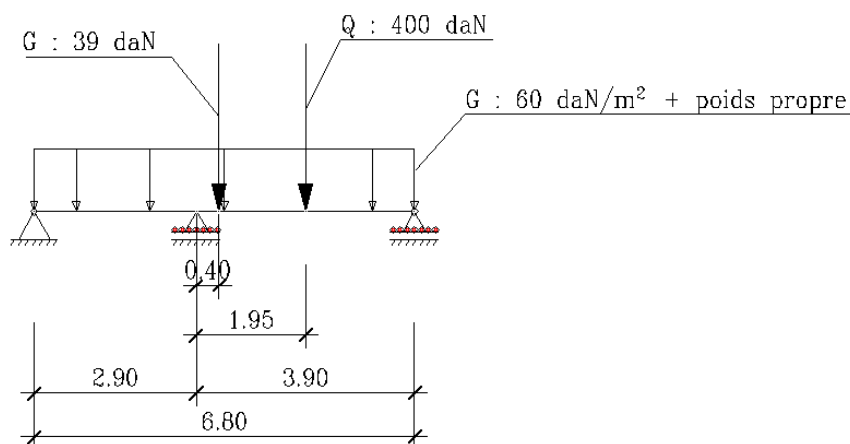 Q : 400 daN
G : 39 daN
G : 60 daN/m² + poids propre
0.40
1.95
2.90
3.90
6.80